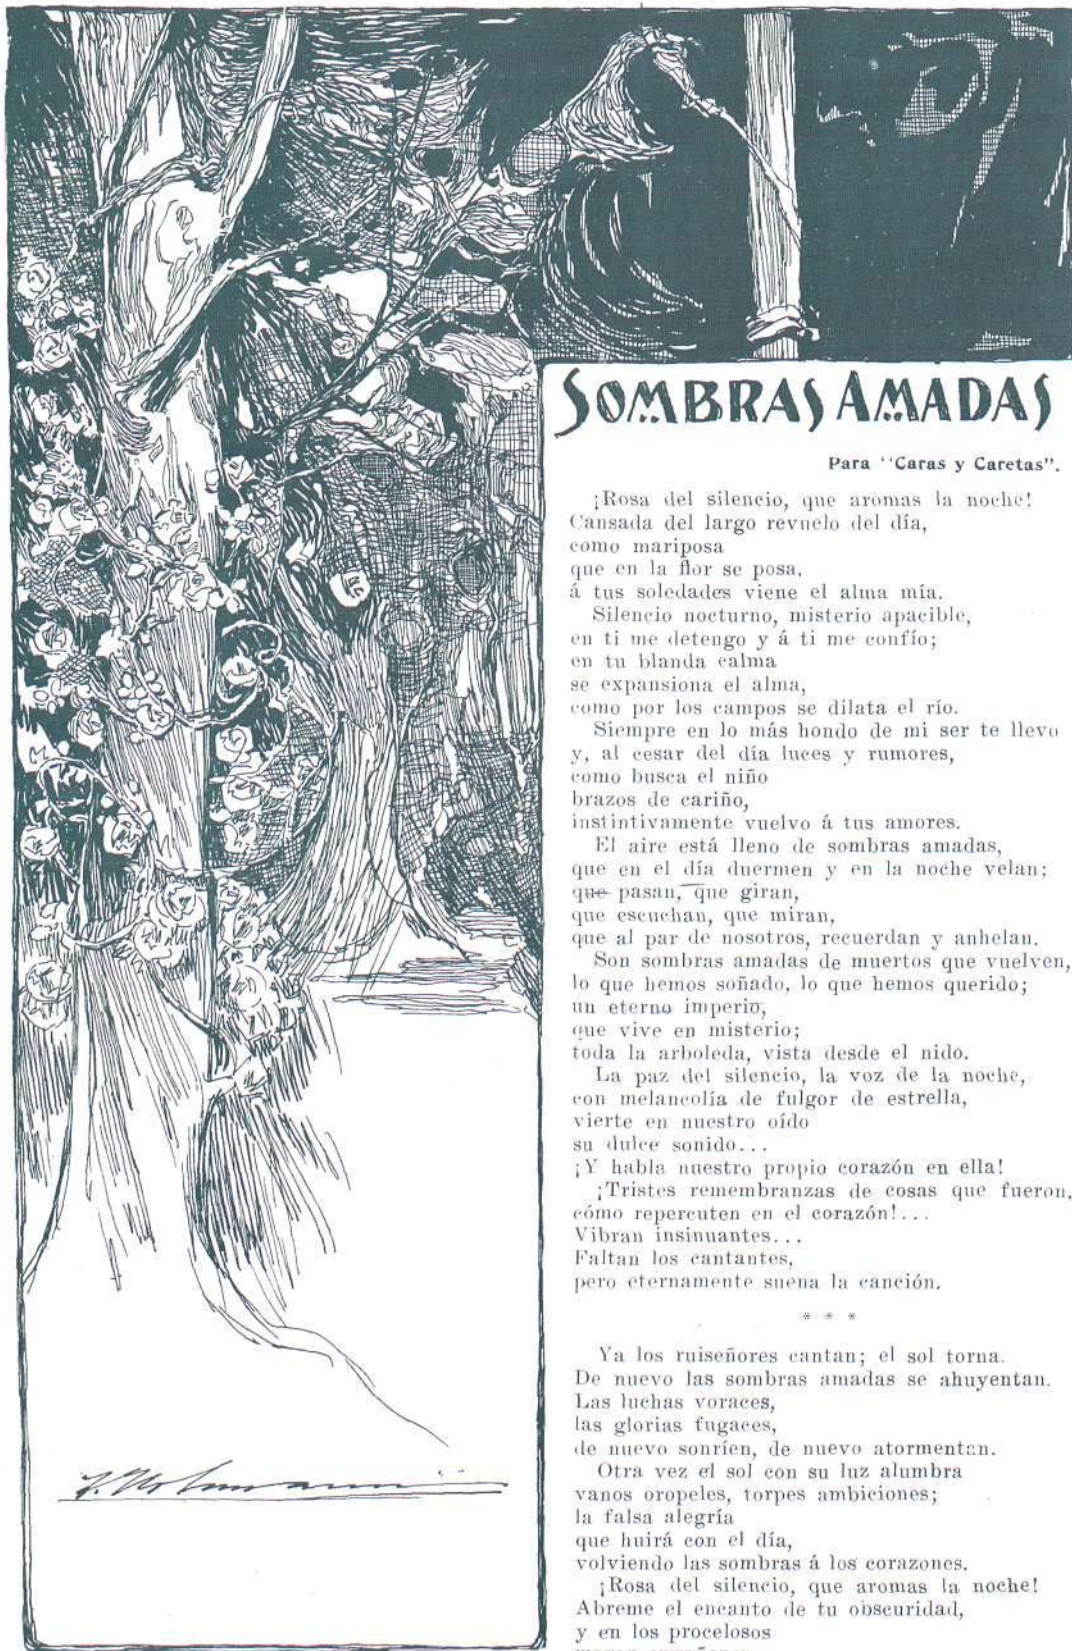 SOMBRAS AMADAS
Para "Caras y Caretas".
¡Rosa del silencio, que aromas la noche!
Cansada del largo revuelo del día,
como mariposa
que en la flor se posa,
á tus soledades viene el alma mía.
Silencio nocturno, misterio apacible,
en ti me detengo y á ti me confío;
en tu blanda calma
se expansiona el alma,
como por los campos se dilata el río.
Siempre en lo más hondo de mi ser te llevo
y, al cesar del día luces y rumores,
como busca el niño
brazos de cariño,
instintivamente vuelvo á tus amores.
El aire está lleno de sombras amadas,
que en el día duermen y en la noche velan;
que pasan, que giran,
que escuchan, que miran,
que al par de nosotros, recuerdan y anhelan.
Son sombras amadas de muertos que vuelven,
lo que hemos soñado, lo que hemos querido;
un eterno imperio,
que vive en misterio;
toda la arboleda, vista desde el nido.
La paz del silencio, la voz de la noche,
con melancolía de fulgor de estrella,
vierte en nuestro oído
su dulce sonido...
¡Y habla nuestro propio corazón en ella!
¡Tristes remembranzas de cosas que fueron,
cómo repercuten en el corazón!...
Vibran insinuantes...
Faltan los cantantes,
pero eternamente suena la canción.
* * *
Ya los ruiseñores cantan; el sol torna.
De nuevo las sombras amadas se ahuyentan.
Las luchas voraces,
las glorias fugaces,
de nuevo sonríen, de nuevo atormentan.
Otra vez el sol con su luz alumbra
vanos oropeles, torpes ambiciones;
la falsa alegría
que huirá con el día,
volviendo las sombras á los corazones.
¡Rosa del silencio, que aromas la noche!
Abreme el encanto de tu obscuridad,
y en los procelosos